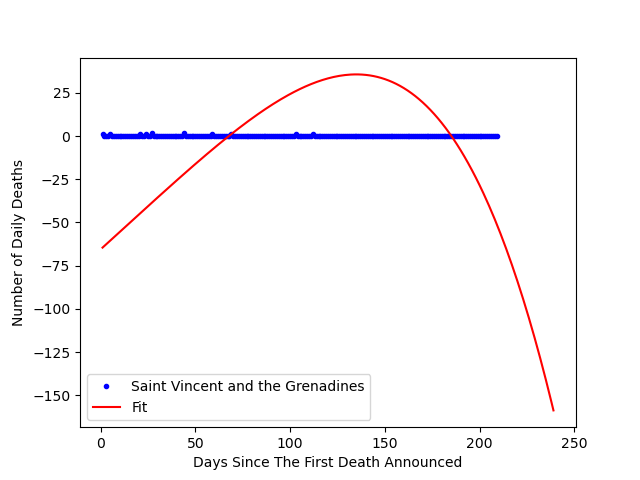 25
0
−25
−50
−75
−100
−125
−150
Number of Daily Deaths
Saint Vincent and the Grenadines
Fit
0 50 100 150 200 250
Days Since The First Death Announced